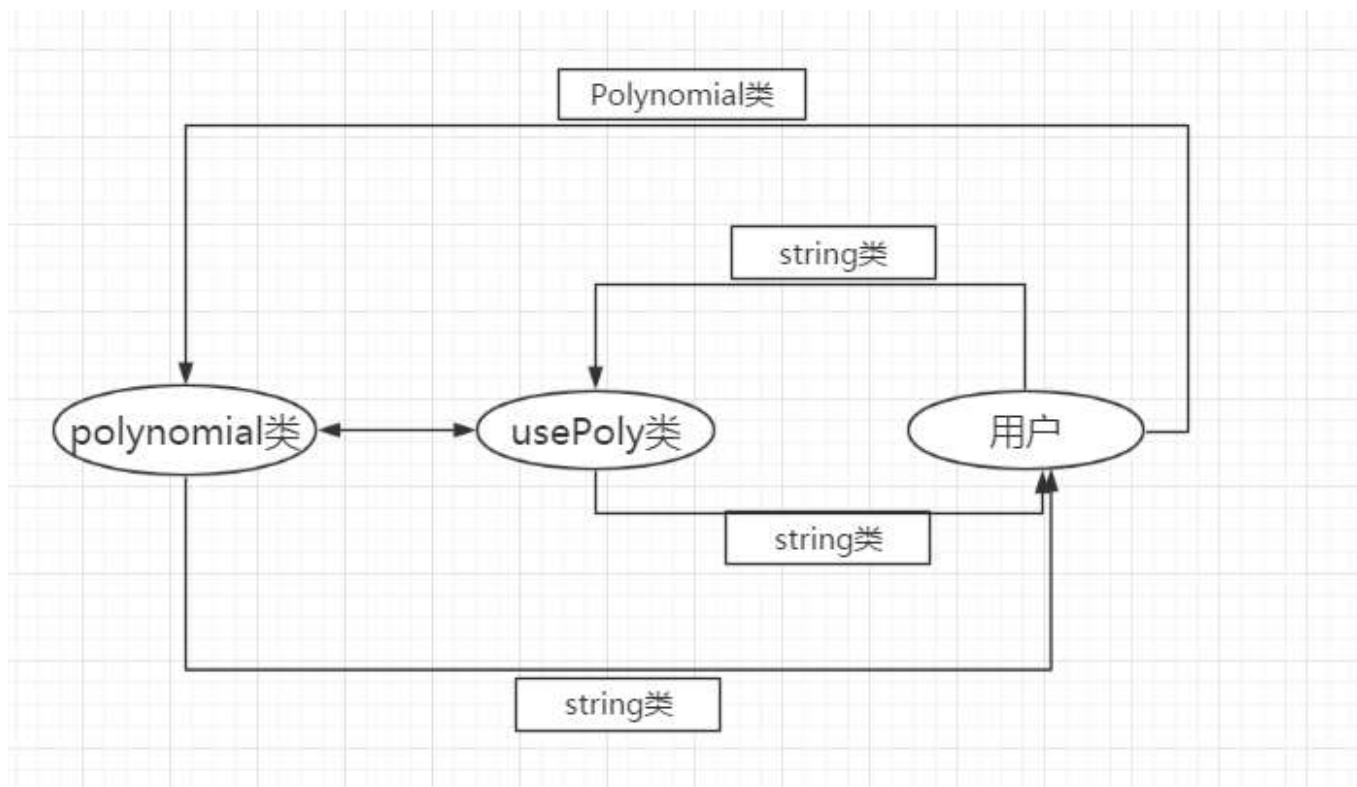 Polynomial类
string类
polynomial类
usePoly类
用户
string类
string类